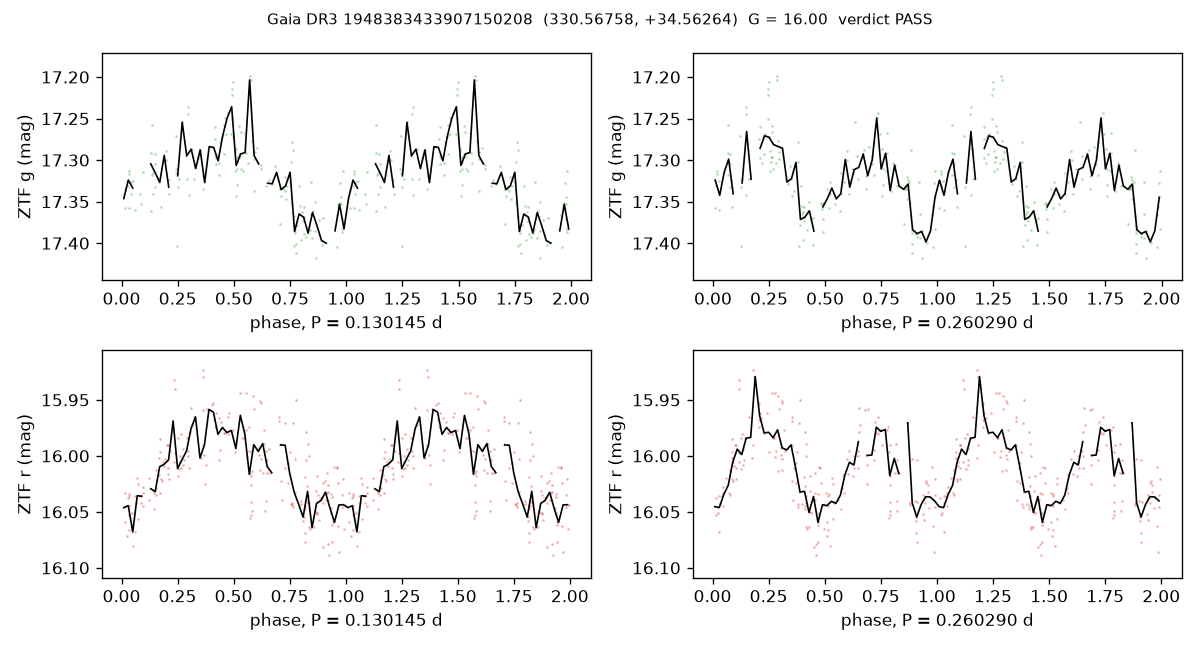 Gaia DR3 1948383433907150208 (330.56758, +34.56264) G = 16.00 verdict PASS
ZTF g (mag)
17.20
17.25
17.30
17.35
17.40
0.00 0.25 0.50 0.75 1.00 1.25 1.50 1.75 2.00
phase, P = 0.130145 d
ZTF g (mag)
17.20
17.25
17.30
17.35
17.40
0.00 0.25 0.50 0.75 1.00 1.25 1.50 1.75 2.00
phase, P = 0.260290 d
ZTF r (mag)
15.95
16.00
16.05
16.10
0.00 0.25 0.50 0.75 1.00 1.25 1.50 1.75 2.00
phase, P = 0.130145 d
ZTF r (mag)
15.95
16.00
16.05
16.10
0.00 0.25 0.50 0.75 1.00 1.25 1.50 1.75 2.00
phase, P = 0.260290 d